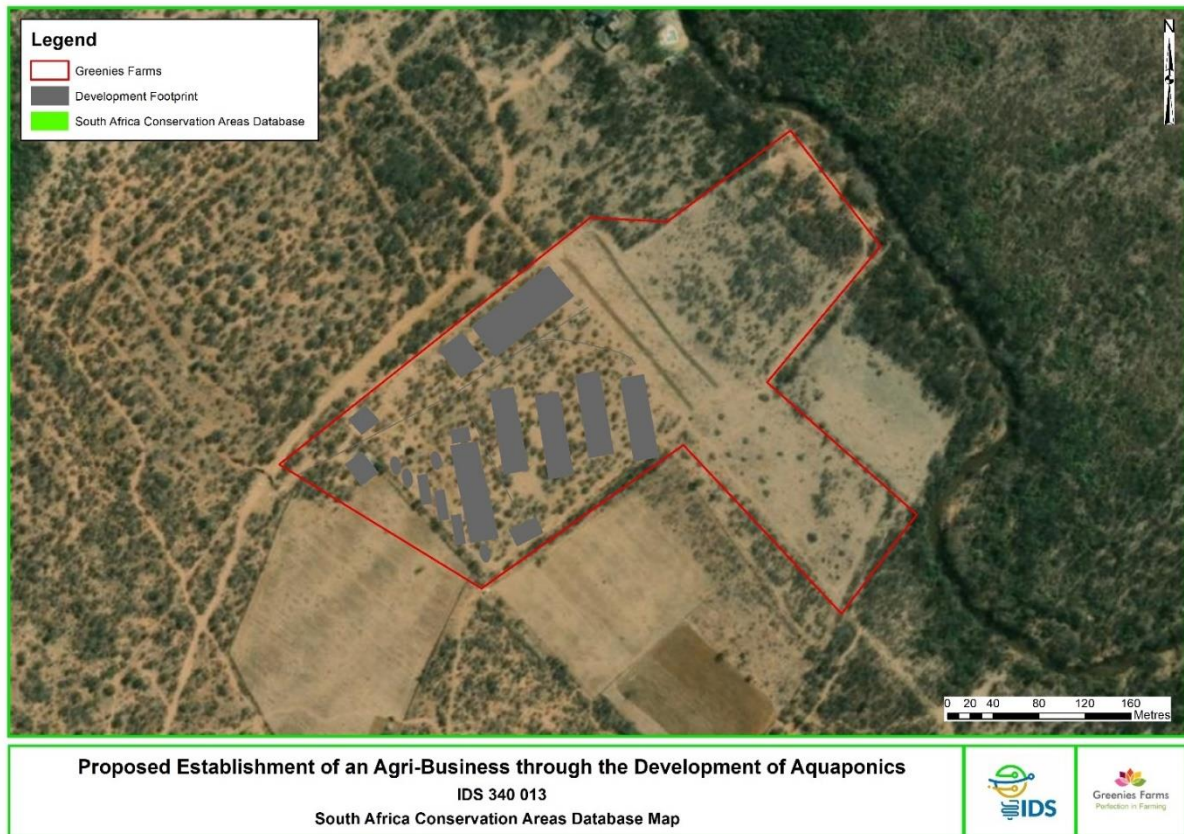 Legend
Greenies Farms
Development Footprint
South Africa Conservation Areas Database
N
0 20 40 80 120 160
Metres
Proposed Establishment of an Agri-Business through the Development of Aquaponics
IDS 340 013
South Africa Conservation Areas Database Map
IDS
Greenies Farms
Perfection in Farming